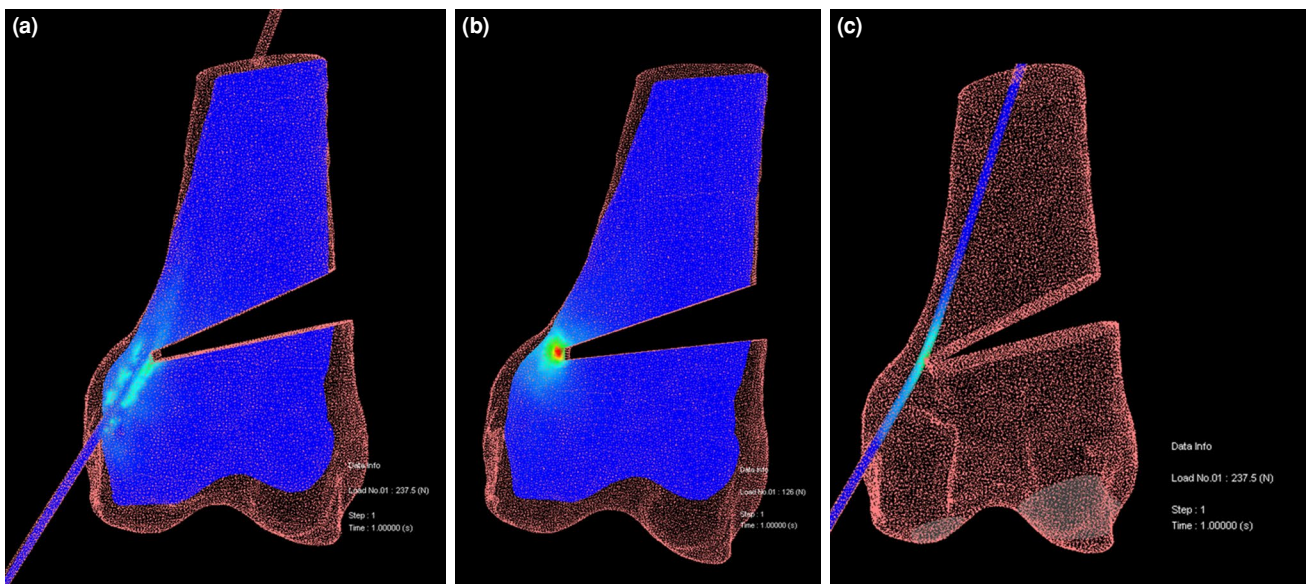 (a)
Data Info
Load No.01 : 237.5 (N)
Step : 1
Time : 1.00000 (s)
(b)
Data Info
Load No.01 : 126 (N)
Step : 1
Time : 1.00000 (s)
(c)
Data Info
Load No.01 : 237.5 (N)
Step : 1
Time : 1.00000 (s)